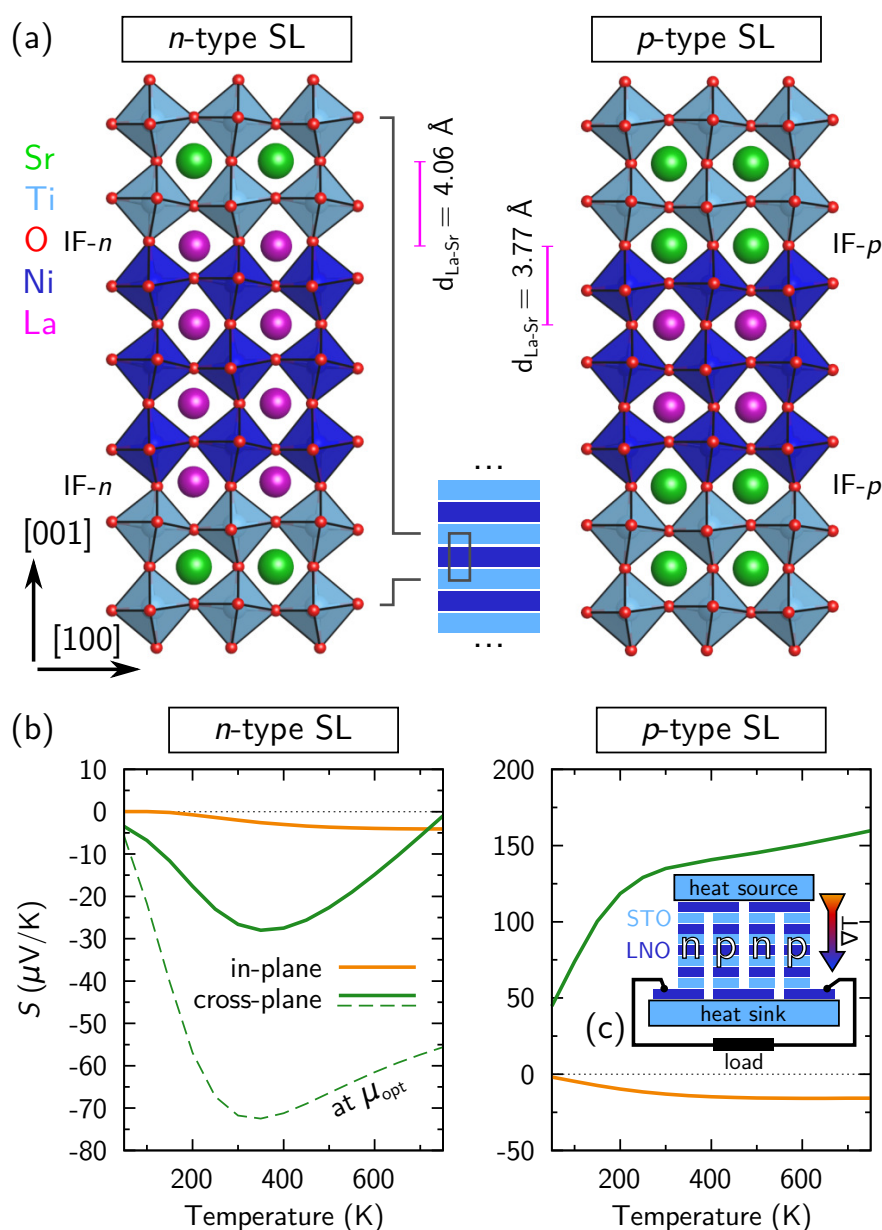 (a)
n-type SL
p-type SL
Sr
Ti
O
Ni
La
IF-n
IF-n
d_La-Sr = 4.06 Å
d_La-Sr = 3.77 Å
IF-p
IF-p
[001]
[100]
...
...
(b)
n-type SL
p-type SL
10
0
-10
-20
-30
-40
-50
-60
-70
-80
S (μV/K)
in-plane
cross-plane
at μ_opt
200
400
600
Temperature (K)
200
150
100
50
0
-50
heat source
STO
LNO
n p n p
∇T
heat sink
(c)
load
200
400
600
Temperature (K)